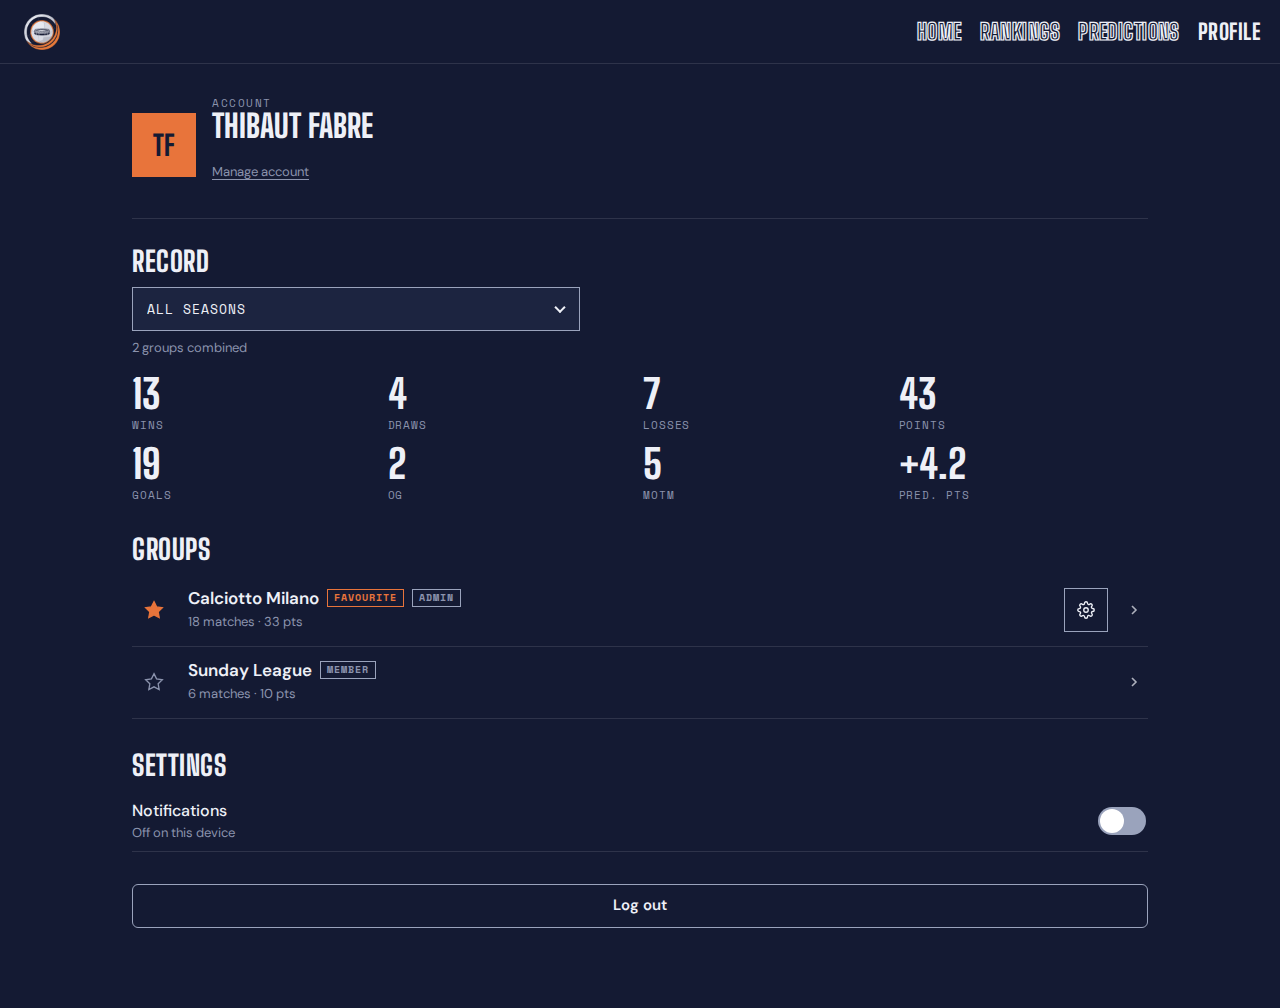 HOME RANKINGS PREDICTIONS PROFILE
ACCOUNT
TF
THIBAUT FABRE
Manage account
RECORD
ALL SEASONS
2 groups combined
13 4 7 43
WINS DRAWS LOSSES POINTS
19 2 5 +4.2
GOALS OG MOTM PRED. PTS
GROUPS
Calciotto Milano FAVOURITE ADMIN
18 matches · 33 pts
Sunday League MEMBER
6 matches · 10 pts
SETTINGS
Notifications
Off on this device
Log out